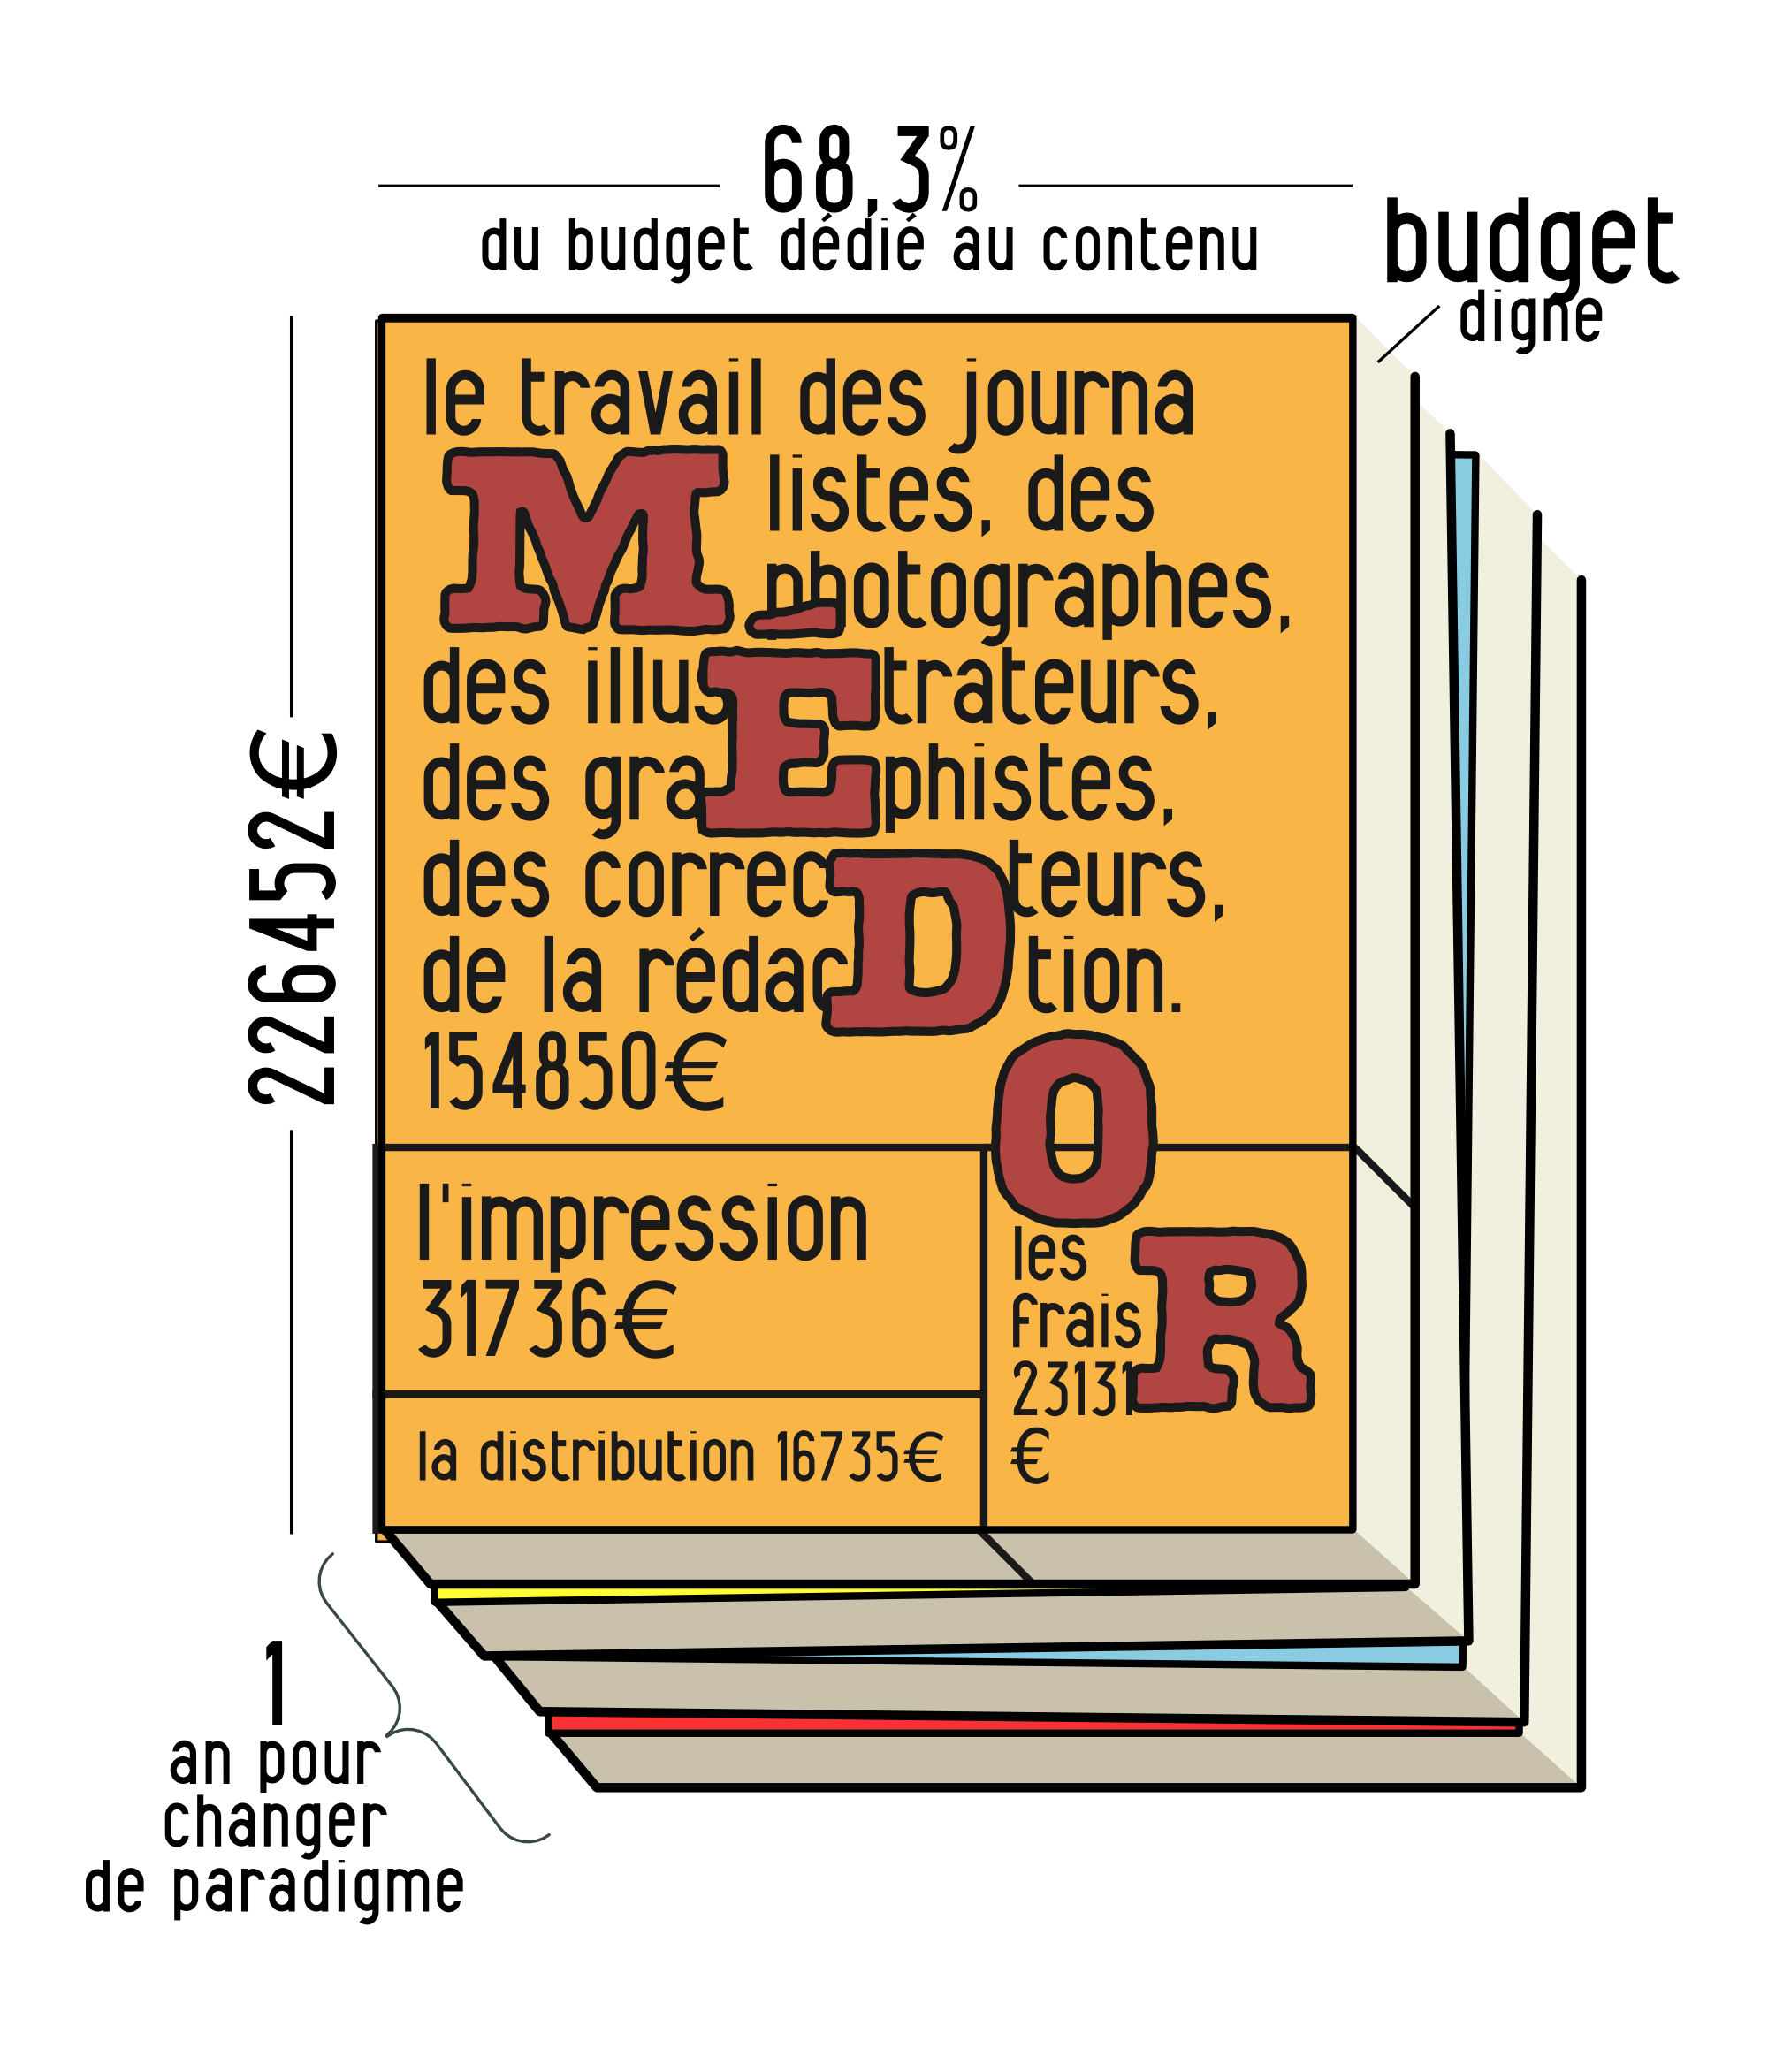 68,3%
du budget dédié au contenu
budget
digne
226452€
le travail des journa
listes, des
photographes,
des illustrateurs,
des graphistes,
des correcteurs,
de la rédaction.
154850€
MÉDOR
l'impression
31736€
la distribution 16735€
les
frais
23131
€
1
an pour
changer
de paradigme